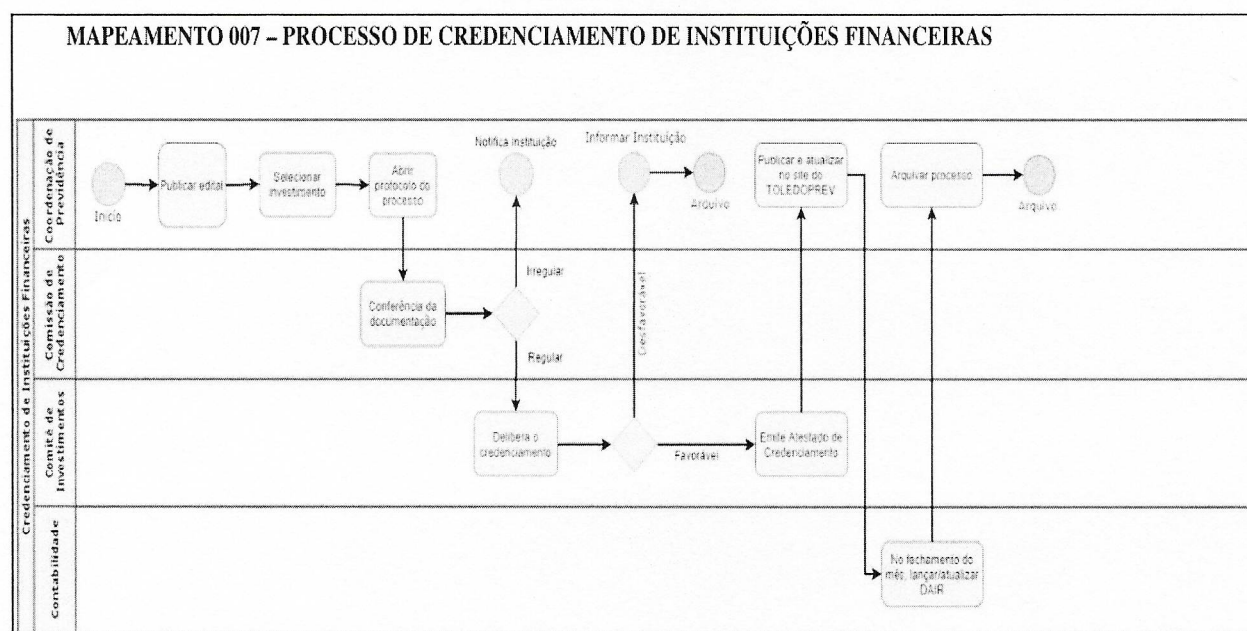 MAPEAMENTO 007 – PROCESSO DE CREDENCIAMENTO DE INSTITUIÇÕES FINANCEIRAS
Credenciamento de Instituições Financeiras
Coordenação de
Previdência
Início
Publicar edital
Selecionar
investimento
Abrir
protocolo do
processo
Notifica instituição
Informar Instituição
Arquivo
Publicar e atualizar
no site do
TOLEDOPREV
Arquivar processo
Arquivo
Comissão de
Credenciamento
Conferência da
documentação
Irregular
Regular
Desfavorável
Comitê de
Investimentos
Delibera o
credenciamento
Favorável
Emite Atestado de
Credenciamento
Contabilidade
No fechamento do
mês, lançar/atualizar
DAIR